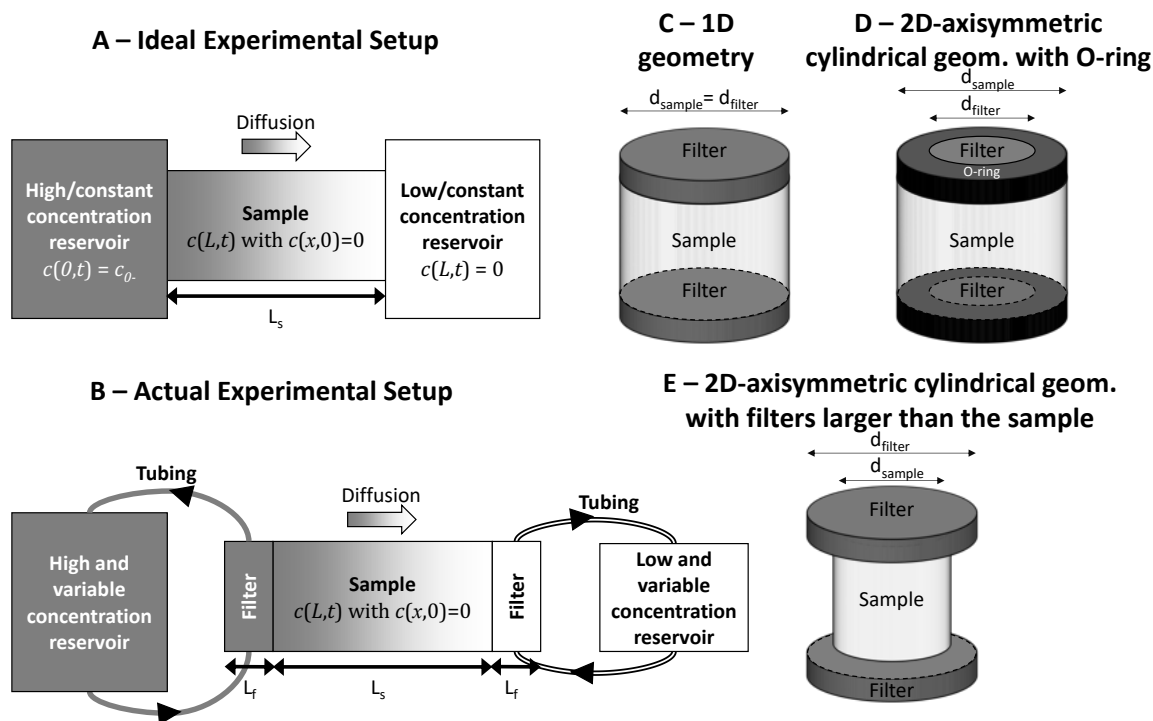 A – Ideal Experimental Setup
Diffusion
High/constant
concentration
reservoir
c(0,t) = c0-
Sample
c(L,t) with c(x,0)=0
Low/constant
concentration
reservoir
c(L,t) = 0
Ls
B – Actual Experimental Setup
Tubing
Diffusion
Tubing
High and
variable
concentration
reservoir
Filter
Sample
c(L,t) with c(x,0)=0
Filter
Low and
variable
concentration
reservoir
Lf
Ls
Lf
C – 1D
geometry
dsample= dfilter
Filter
Sample
Filter
D – 2D-axisymmetric
cylindrical geom. with O-ring
dsample
dfilter
Filter
O-ring
Sample
Filter
E – 2D-axisymmetric cylindrical geom.
with filters larger than the sample
dfilter
dsample
Filter
Sample
Filter